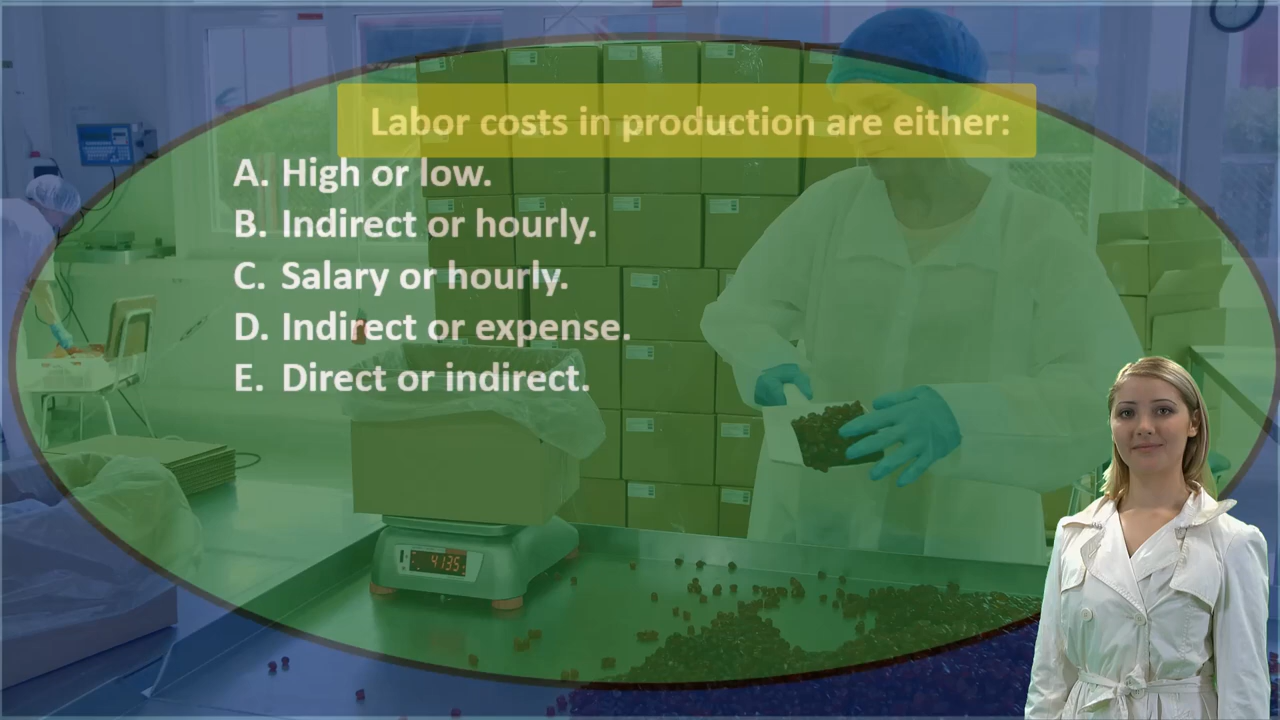 Labor costs in production are either:
A. High or low.
B. Indirect or hourly.
C. Salary or hourly.
D. Indirect or expense.
E. Direct or indirect.
4135